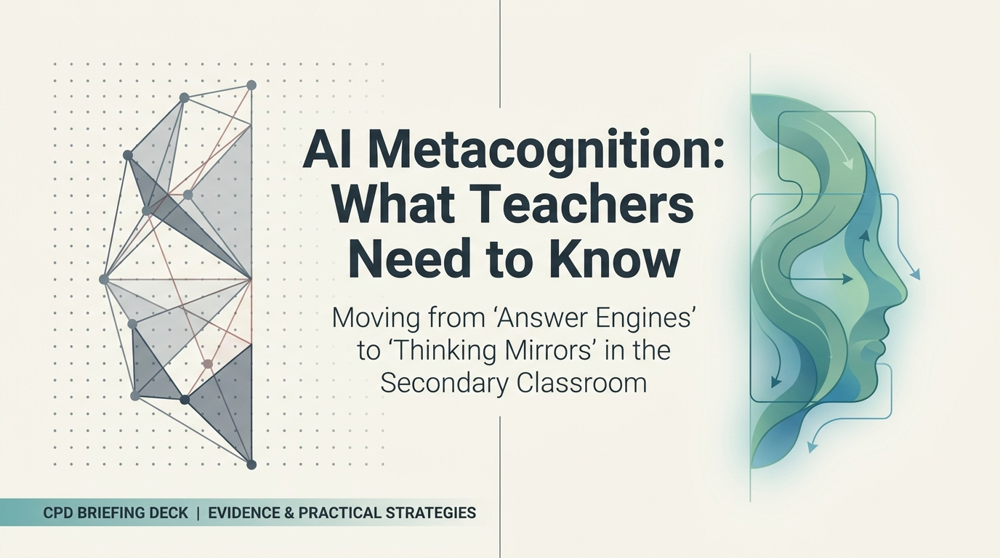 AI Metacognition:
What Teachers
Need to Know
Moving from ‘Answer Engines’
to ‘Thinking Mirrors’ in the
Secondary Classroom
CPD BRIEFING DECK | EVIDENCE & PRACTICAL STRATEGIES